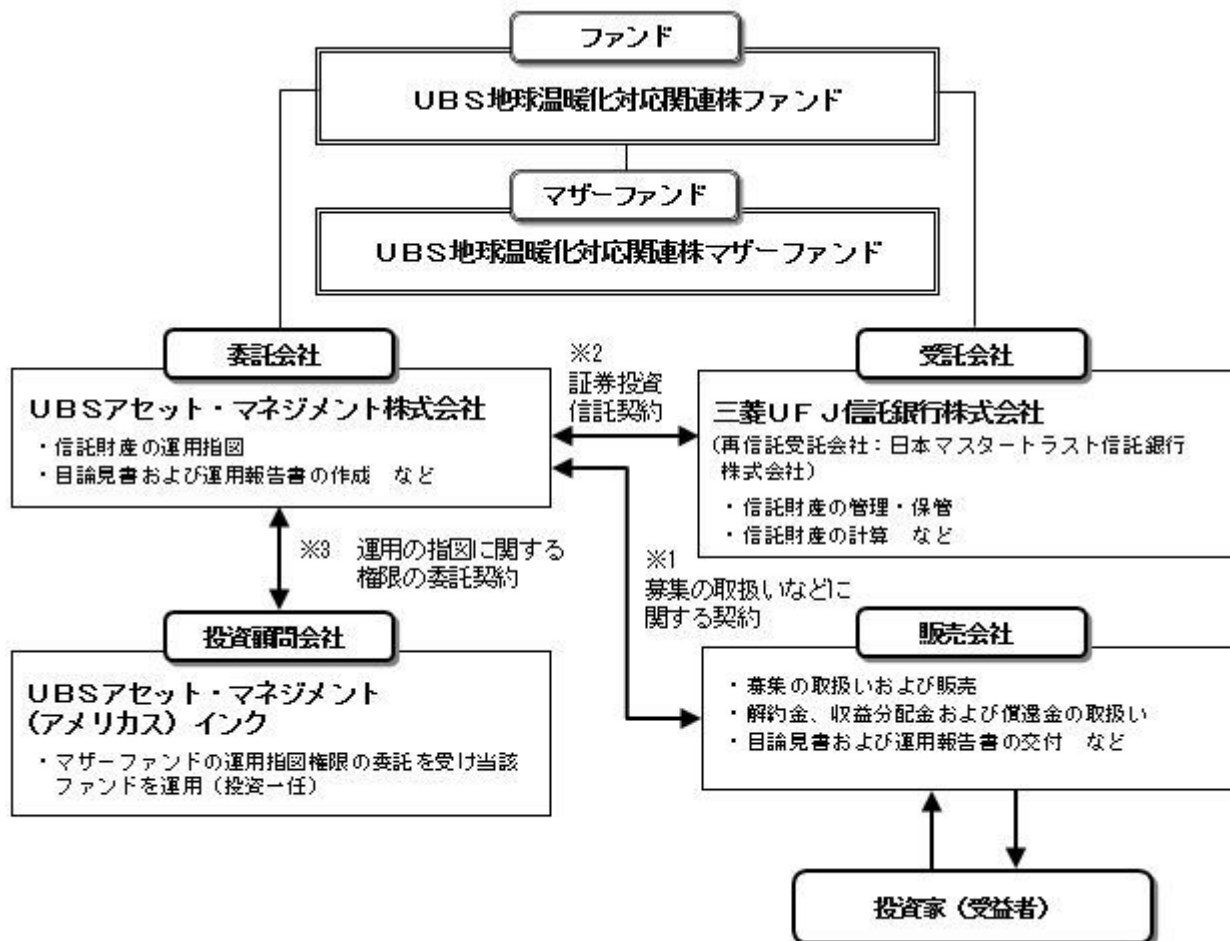 ファンド
UBS地球温暖化対応関連株ファンド
マザーファンド
UBS地球温暖化対応関連株マザーファンド
委託会社
UBSアセット・マネジメント株式会社
・信託財産の運用指図
・目論見書および運用報告書の作成　など
※2
証券投資
信託契約
受託会社
三菱UFJ信託銀行株式会社
(再信託受託会社：日本マスタートラスト信託銀行
株式会社)
・信託財産の管理・保管
・信託財産の計算　など
※3　運用の指図に関する
権限の委託契約
※1
募集の取扱いなどに
関する契約
投資顧問会社
UBSアセット・マネジメント
(アメリカス) インク
・マザーファンドの運用指図権限の委託を受け当該
ファンドを運用 (投資一任)
販売会社
・募集の取扱いおよび販売
・解約金、収益分配金および償還金の取扱い
・目論見書および運用報告書の交付　など
投資家 (受益者)